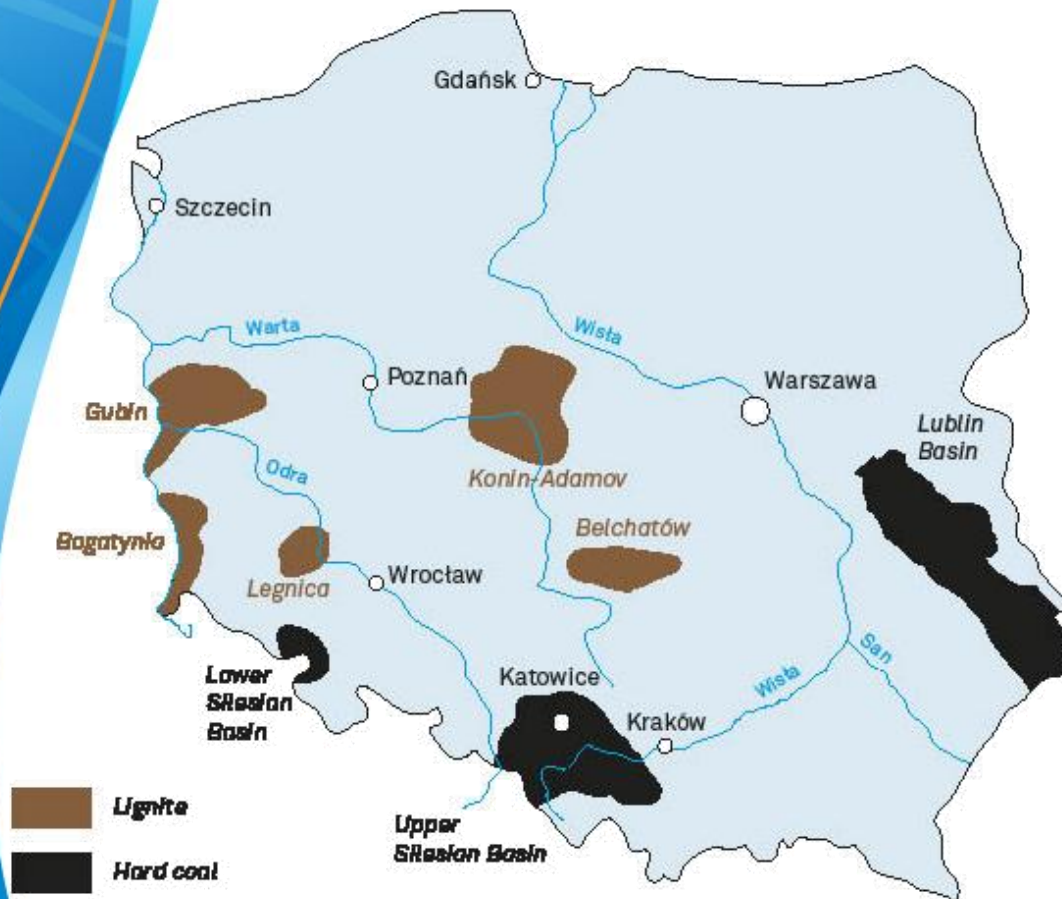 Gdańsk
Szczecin
Warta
Wisła
Poznań
Warszawa
Gubin
Lublin
Basin
Odra
Konin-Adamov
Bogatynia
Belchatów
Legnica
Wrocław
San
Lower
Silesian
Basin
Katowice
Wisła
Kraków
Lignite
Upper
Silesian Basin
Hard coal